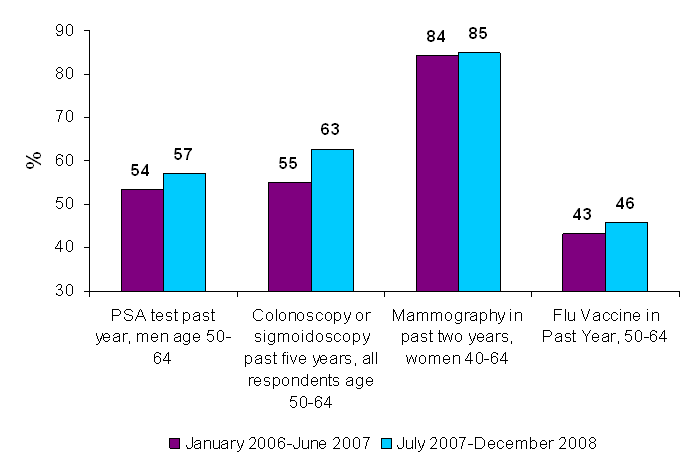 90
80
70
60
50
40
30
%
54
57
55
63
84
85
43
46
PSA test past
year, men age 50-
64
Colonoscopy or
sigmoidoscopy
past five years, all
respondents age
50-64
Mammography in
past two years,
women 40-64
Flu Vaccine in
Past Year, 50-64
January 2006-June 2007
July 2007-December 2008